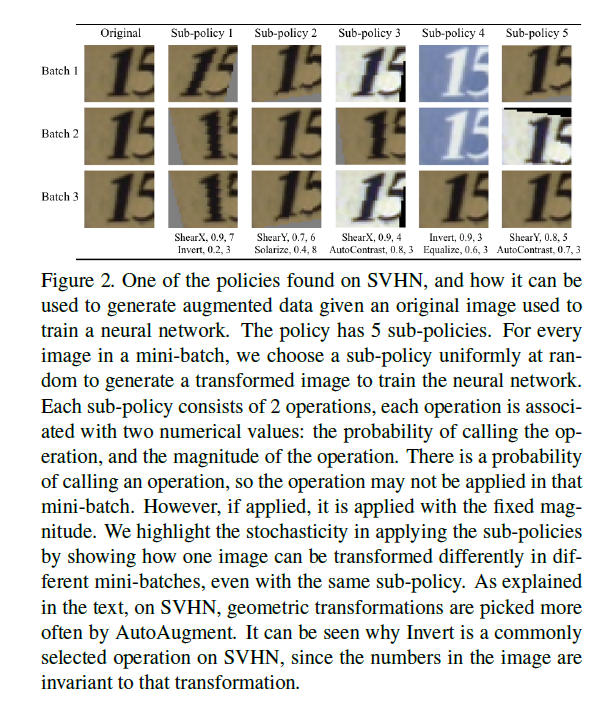 Original Sub-policy 1 Sub-policy 2 Sub-policy 3 Sub-policy 4 Sub-policy 5
Batch 1
Batch 2
Batch 3
ShearX, 0.9, 7 ShearY, 0.7, 6 ShearX, 0.9, 4 Invert, 0.9, 3 ShearY, 0.8, 5
Invert, 0.2, 3 Solarize, 0.4, 8 AutoContrast, 0.8, 3 Equalize, 0.6, 3 AutoContrast, 0.7, 3
Figure 2. One of the policies found on SVHN, and how it can be
used to generate augmented data given an original image used to
train a neural network. The policy has 5 sub-policies. For every
image in a mini-batch, we choose a sub-policy uniformly at ran-
dom to generate a transformed image to train the neural network.
Each sub-policy consists of 2 operations, each operation is associ-
ated with two numerical values: the probability of calling the op-
eration, and the magnitude of the operation. There is a probability
of calling an operation, so the operation may not be applied in that
mini-batch. However, if applied, it is applied with the fixed mag-
nitude. We highlight the stochasticity in applying the sub-policies
by showing how one image can be transformed differently in dif-
ferent mini-batches, even with the same sub-policy. As explained
in the text, on SVHN, geometric transformations are picked more
often by AutoAugment. It can be seen why Invert is a commonly
selected operation on SVHN, since the numbers in the image are
invariant to that transformation.